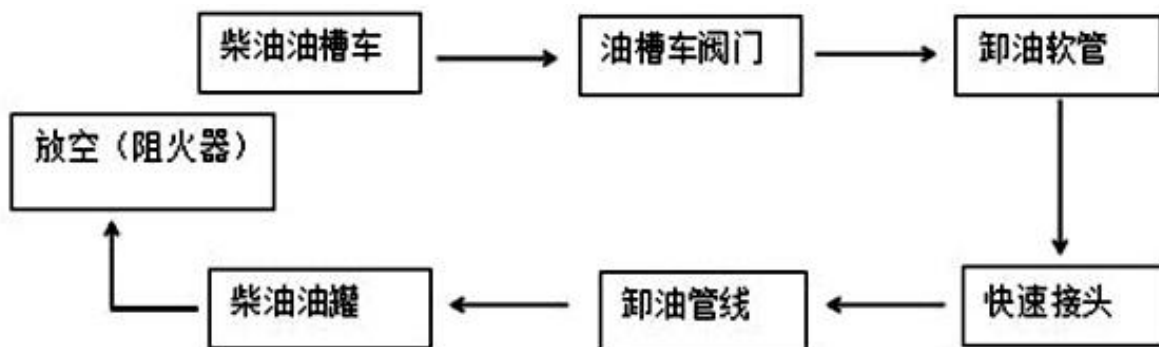 柴油油槽车
油槽车阀门
卸油软管
快速接头
卸油管线
柴油油罐
放空（阻火器）